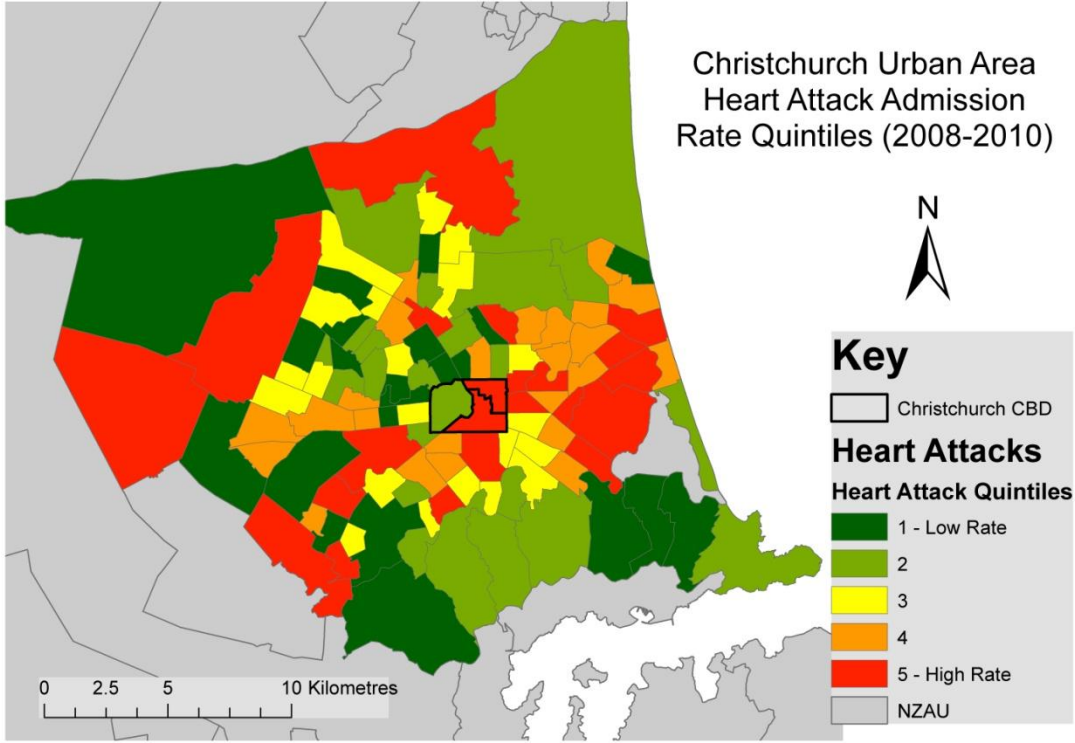 Christchurch Urban Area
Heart Attack Admission
Rate Quintiles (2008-2010)
N
Key
Christchurch CBD
Heart Attacks
Heart Attack Quintiles
1 - Low Rate
2
3
4
5 - High Rate
NZAU
0 2.5 5 10 Kilometres